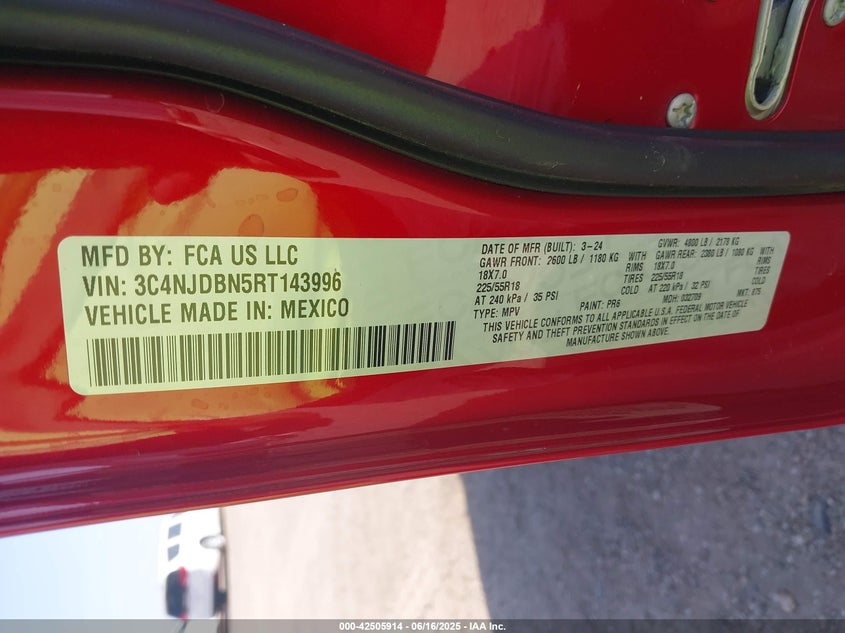 MFD BY: FCA US LLC
VIN: 3C4NJDBN5RT143996
VEHICLE MADE IN: MEXICO
DATE OF MFR (BUILT): 3-24 GVWR: 4800 LB / 2178 KG
GAWR FRONT: 2600 LB / 1180 KG WITH GAWR REAR: 2380 LB / 1080 KG WITH
18X7.0 18X7.0
225/55R18 225/55R18
AT 240 kPa / 35 PSI COLD AT 220 kPa / 32 PSI COLD
TYPE: MPV PAINT: PR6 MDH: 032709 MKT: 675
THIS VEHICLE CONFORMS TO ALL APPLICABLE U.S.A. FEDERAL MOTOR VEHICLE
SAFETY AND THEFT PREVENTION STANDARDS IN EFFECT ON THE DATE OF
MANUFACTURE SHOWN ABOVE.
000-42505914 - 06/16/2025 - IAA Inc.